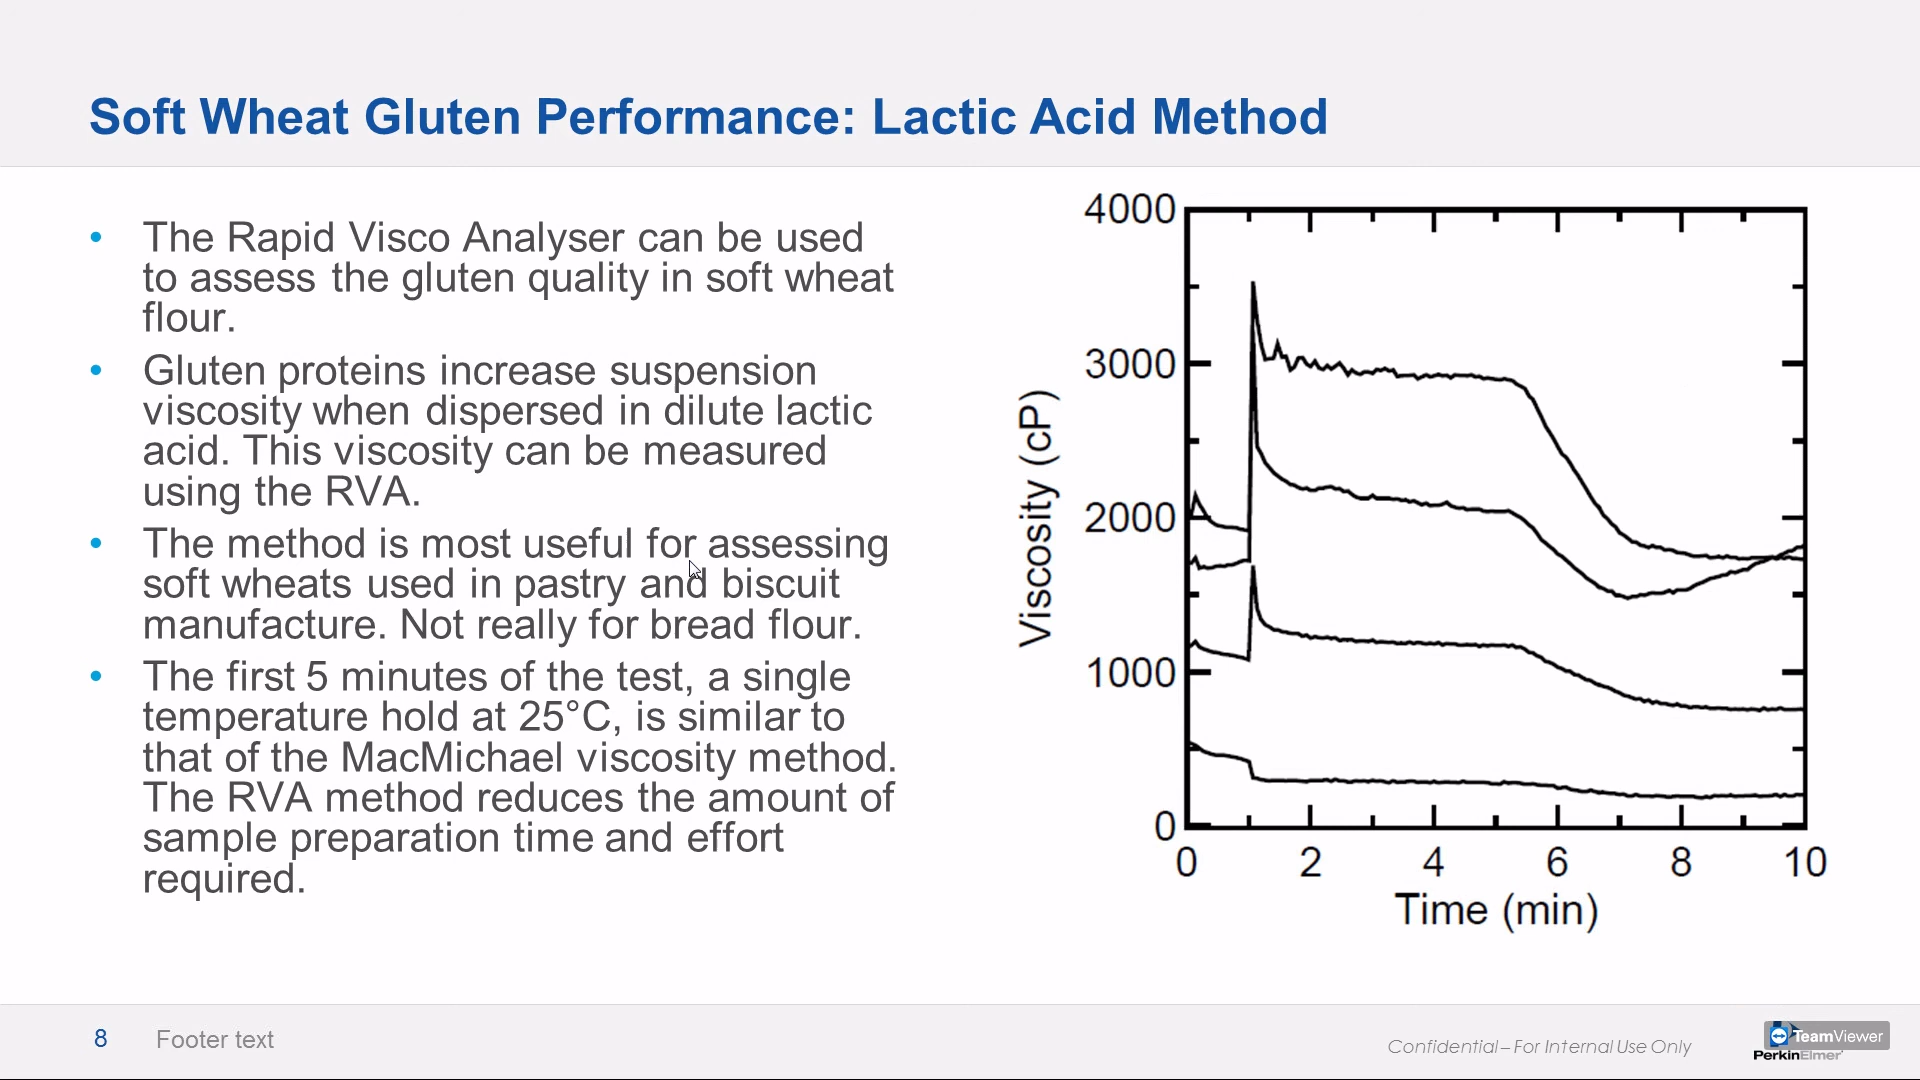 Soft Wheat Gluten Performance: Lactic Acid Method
• The Rapid Visco Analyser can be used
to assess the gluten quality in soft wheat
flour.
• Gluten proteins increase suspension
viscosity when dispersed in dilute lactic
acid. This viscosity can be measured
using the RVA.
• The method is most useful for assessing
soft wheats used in pastry and biscuit
manufacture. Not really for bread flour.
• The first 5 minutes of the test, a single
temperature hold at 25°C, is similar to
that of the MacMichael viscosity method.
The RVA method reduces the amount of
sample preparation time and effort
required.
4000
3000
2000
1000
0
Viscosity (cP)
0 2 4 6 8 10
Time (min)
8 Footer text
Confidential – For Internal Use Only
TeamViewer
PerkinElmer